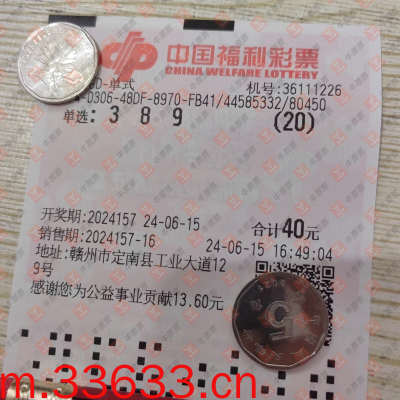 中国福利彩票
CHINA WELFARE LOTTERY
D-单式 机号:36111226
-0306-48DF-8970-FB41/44585332/80450
单选: 3 8 9 (20)
开奖期:2024157 24-06-15 合计40元
销售期:2024157-16 24-06-15 16:49:04
地址:赣州市定南县工业大道12
9号
感谢您为公益事业贡献13.60元
m.33633.cn